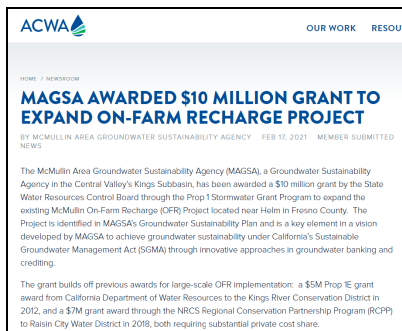 ACWA
OUR WORK RESOU
HOME / NEWSROOM
MAGSA AWARDED $10 MILLION GRANT TO
EXPAND ON-FARM RECHARGE PROJECT
BY MCMULLIN AREA GROUNDWATER SUSTAINABILITY AGENCY FEB 17, 2021 MEMBER SUBMITTED
NEWS
The McMullin Area Groundwater Sustainability Agency (MAGSA), a Groundwater Sustainability
Agency in the Central Valley's Kings Subbasin, has been awarded a $10 million grant by the State
Water Resources Control Board through the Prop 1 Stormwater Grant Program to expand the
existing McMullin On-Farm Recharge (OFR) Project located near Helm in Fresno County. The
Project is identified in MAGSA's Groundwater Sustainability Plan and is a key element in a vision
developed by MAGSA to achieve groundwater sustainability under California's Sustainable
Groundwater Management Act (SGMA) through innovative approaches in groundwater banking and
crediting.
The grant builds off previous awards for large-scale OFR implementation: a $5M Prop 1E grant
award from California Department of Water Resources to the Kings River Conservation District in
2012, and a $7M grant award through the NRCS Regional Conservation Partnership Program (RCPP)
to Raisin City Water District in 2018, both requiring substantial private cost share.